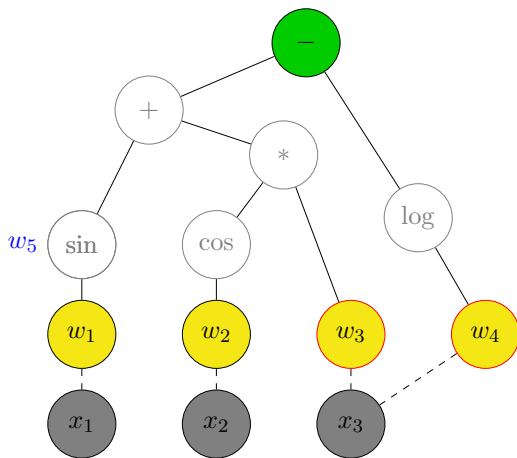 −
+
*
log
w₅ sin cos
w₁ w₂ w₃ w₄
x₁ x₂ x₃